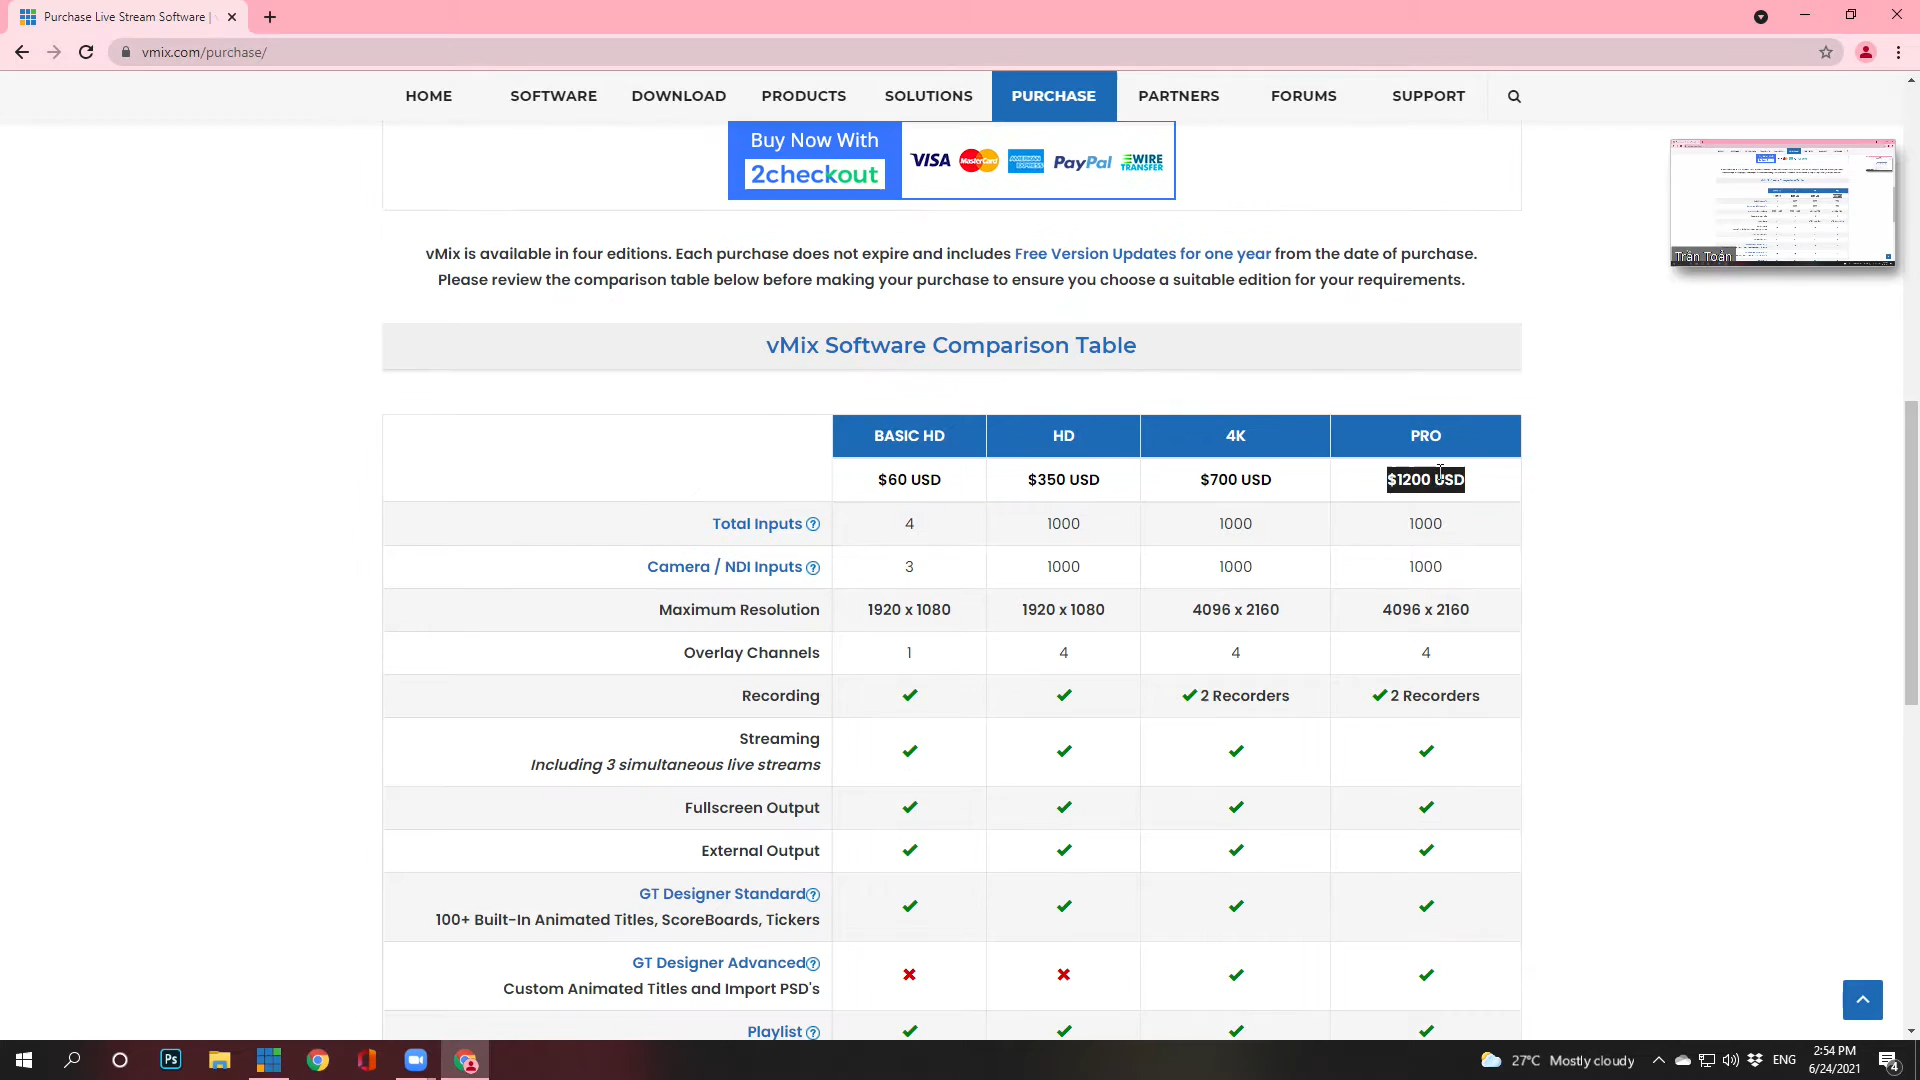 Purchase Live Stream Software |
vmix.com/purchase/
HOME SOFTWARE DOWNLOAD PRODUCTS SOLUTIONS PURCHASE PARTNERS FORUMS SUPPORT
Buy Now With
2checkout
VISA MasterCard AMERICAN EXPRESS PayPal WIRE TRANSFER
Trần Toản
vMix is available in four editions. Each purchase does not expire and includes Free Version Updates for one year from the date of purchase.
Please review the comparison table below before making your purchase to ensure you choose a suitable edition for your requirements.
vMix Software Comparison Table
BASIC HD HD 4K PRO
$60 USD $350 USD $700 USD $1200 USD
Total Inputs ? 4 1000 1000 1000
Camera / NDI Inputs ? 3 1000 1000 1000
Maximum Resolution 1920 x 1080 1920 x 1080 4096 x 2160 4096 x 2160
Overlay Channels 1 4 4 4
Recording 2 Recorders 2 Recorders
Streaming
Including 3 simultaneous live streams
Fullscreen Output
External Output
GT Designer Standard ?
100+ Built-In Animated Titles, ScoreBoards, Tickers
GT Designer Advanced ?
Custom Animated Titles and Import PSD's
Playlist ?
Ps
27°C Mostly cloudy
ENG
2:54 PM
6/24/2021
4